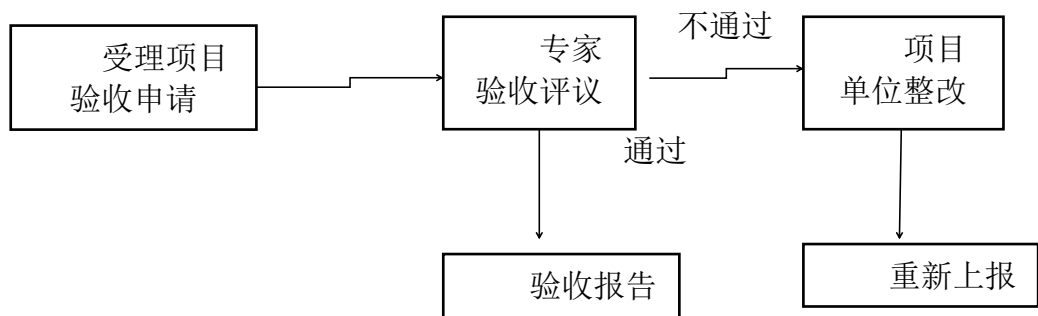 受理项目
验收申请
专家
验收评议
不通过
项目
单位整改
通过
验收报告
重新上报